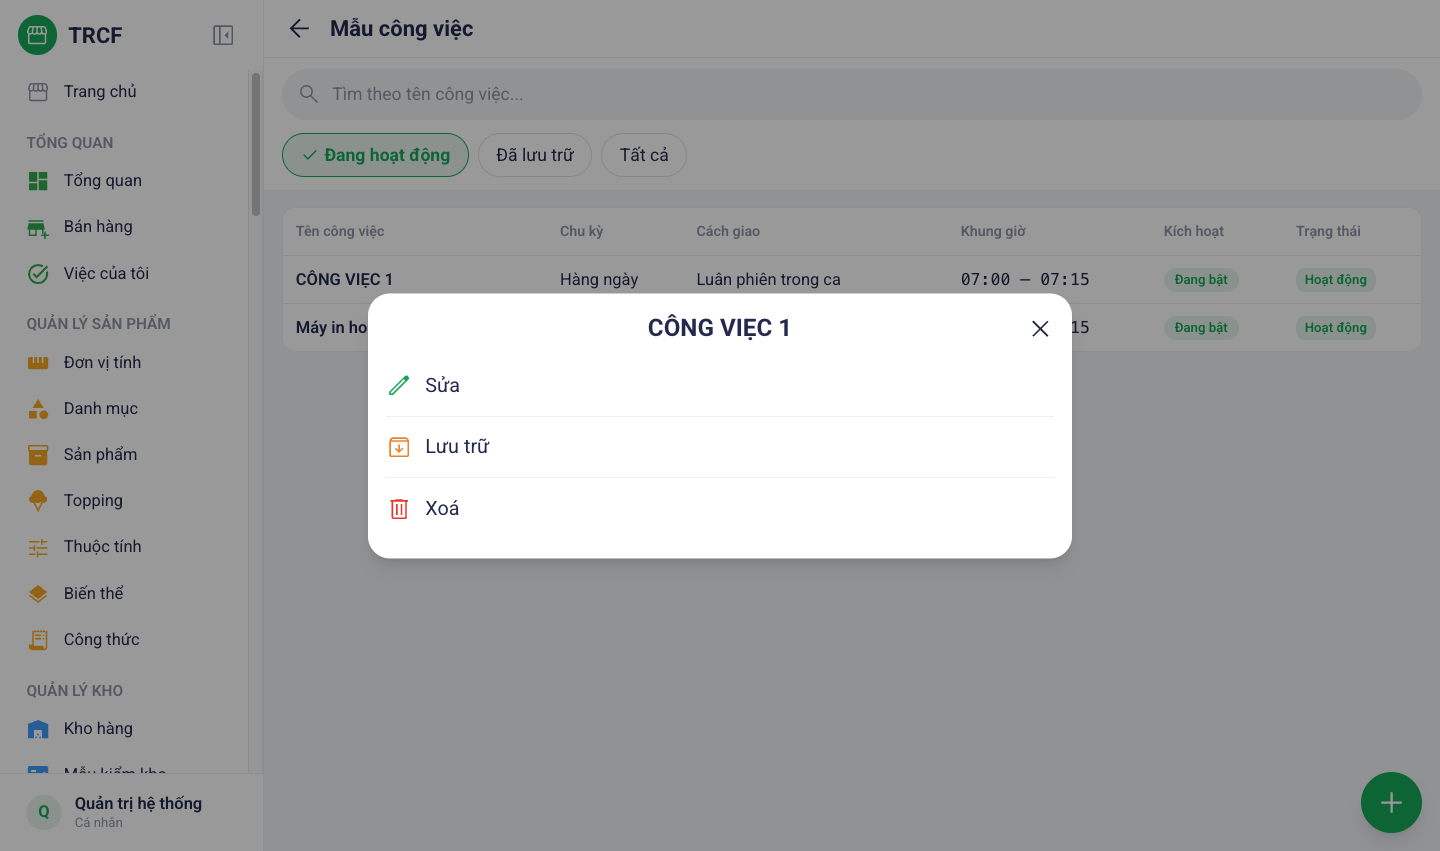 TRCF
Trang chủ
TỔNG QUAN
Tổng quan
Bán hàng
Việc của tôi
QUẢN LÝ SẢN PHẨM
Đơn vị tính
Danh mục
Sản phẩm
Topping
Thuộc tính
Biến thể
Công thức
QUẢN LÝ KHO
Kho hàng
Mẫu kiểm kho
Q
Quản trị hệ thống
Cá nhân
Mẫu công việc
Tìm theo tên công việc...
Đang hoạt động
Đã lưu trữ
Tất cả
Tên công việc Chu kỳ Cách giao Khung giờ Kích hoạt Trạng thái
CÔNG VIỆC 1 Hàng ngày Luân phiên trong ca 07:00 – 07:15 Đang bật Hoạt động
Máy in ho 15 Đang bật Hoạt động
CÔNG VIỆC 1
Sửa
Lưu trữ
Xoá